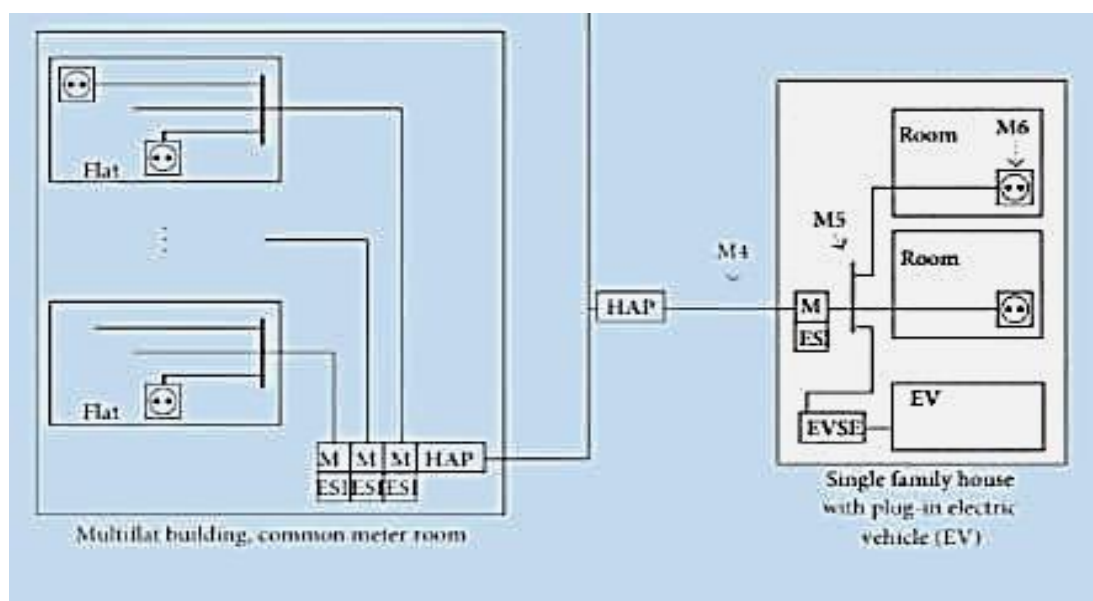 Flat
Flat
M M M HAP
ESI ESI ESI
Multiflat building, common meter room
HAP
M4
M5
M6
Room
Room
M
ESI
EVSE
EV
Single family house
with plug-in electric
vehicle (EV)